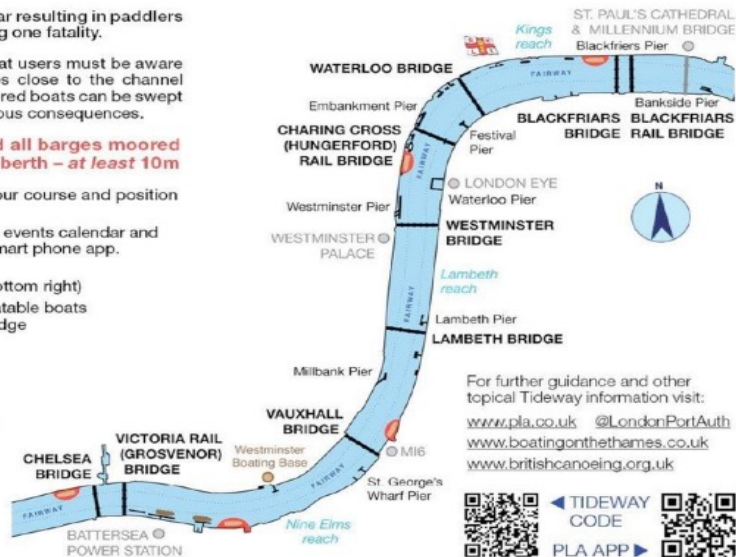 ar resulting in paddlers
g one fatality.
at users must be aware
es close to the channel
red boats can be swept
ous consequences.
d all barges moored
berth – at least 10m
our course and position
events calendar and
mart phone app.
ottom right)
atable boats
dge
ST. PAUL'S CATHEDRAL
& MILLENNIUM BRIDGE
Kings
reach
Blackfriers Pier
WATERLOO BRIDGE
FAIRWAY
Embankment Pier
Bankside Pier
BLACKFRIARS
BRIDGE
BLACKFRIARS
RAIL BRIDGE
CHARING CROSS
(HUNGERFORD)
RAIL BRIDGE
Festival
Pier
FAIRWAY
LONDON EYE
Waterloo Pier
N
Westminster Pier
WESTMINSTER
PALACE
WESTMINSTER
BRIDGE
Lambeth
reach
FAIRWAY
Lambeth Pier
LAMBETH BRIDGE
Millbank Pier
VAUXHALL
BRIDGE
MI6
St. George's
Wharf Pier
FAIRWAY
CHELSEA
BRIDGE
VICTORIA RAIL
(GROSVENOR)
BRIDGE
Westminster
Boating Base
FAIRWAY
BATTERSEA
POWER STATION
Nine Elms
reach
For further guidance and other
topical Tideway information visit:
www.pla.co.uk @LondonPortAuth
www.boatingonthethames.co.uk
www.britishcanoeing.org.uk
TIDEWAY
CODE
PLA APP